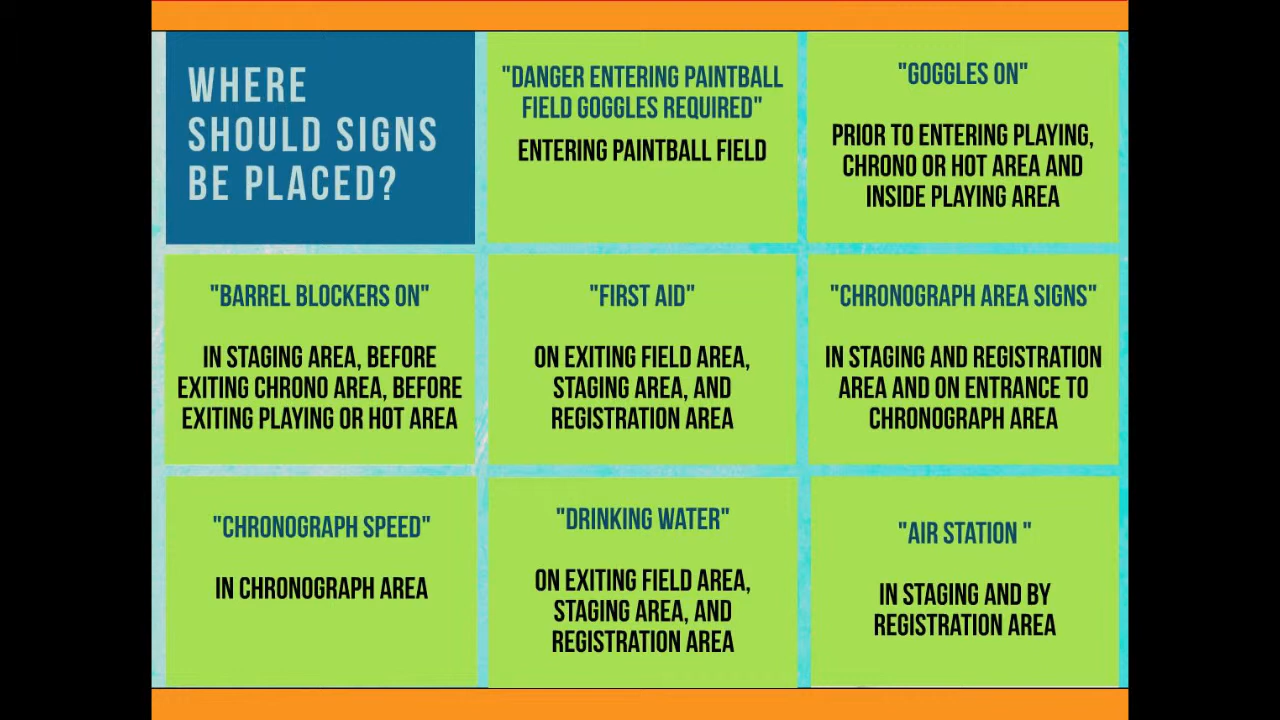 WHERE
SHOULD SIGNS
BE PLACED?
"DANGER ENTERING PAINTBALL
FIELD GOGGLES REQUIRED"
ENTERING PAINTBALL FIELD
"GOGGLES ON"
PRIOR TO ENTERING PLAYING,
CHRONO OR HOT AREA AND
INSIDE PLAYING AREA
"BARREL BLOCKERS ON"
IN STAGING AREA, BEFORE
EXITING CHRONO AREA, BEFORE
EXITING PLAYING OR HOT AREA
"FIRST AID"
ON EXITING FIELD AREA,
STAGING AREA, AND
REGISTRATION AREA
"CHRONOGRAPH AREA SIGNS"
IN STAGING AND REGISTRATION
AREA AND ON ENTRANCE TO
CHRONOGRAPH AREA
"CHRONOGRAPH SPEED"
IN CHRONOGRAPH AREA
"DRINKING WATER"
ON EXITING FIELD AREA,
STAGING AREA, AND
REGISTRATION AREA
"AIR STATION "
IN STAGING AND BY
REGISTRATION AREA